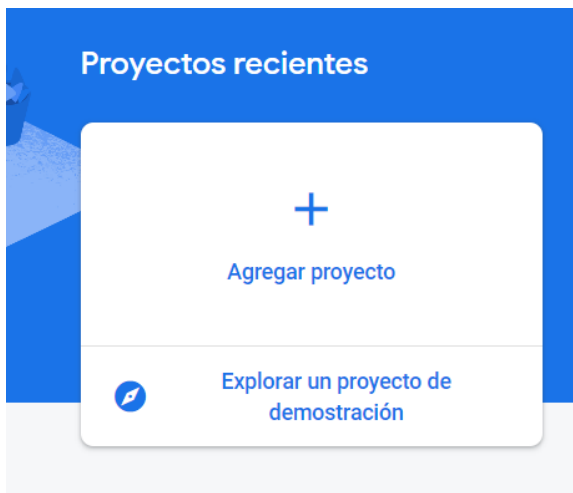 Proyectos recientes
Agregar proyecto
Explorar un proyecto de
demostración